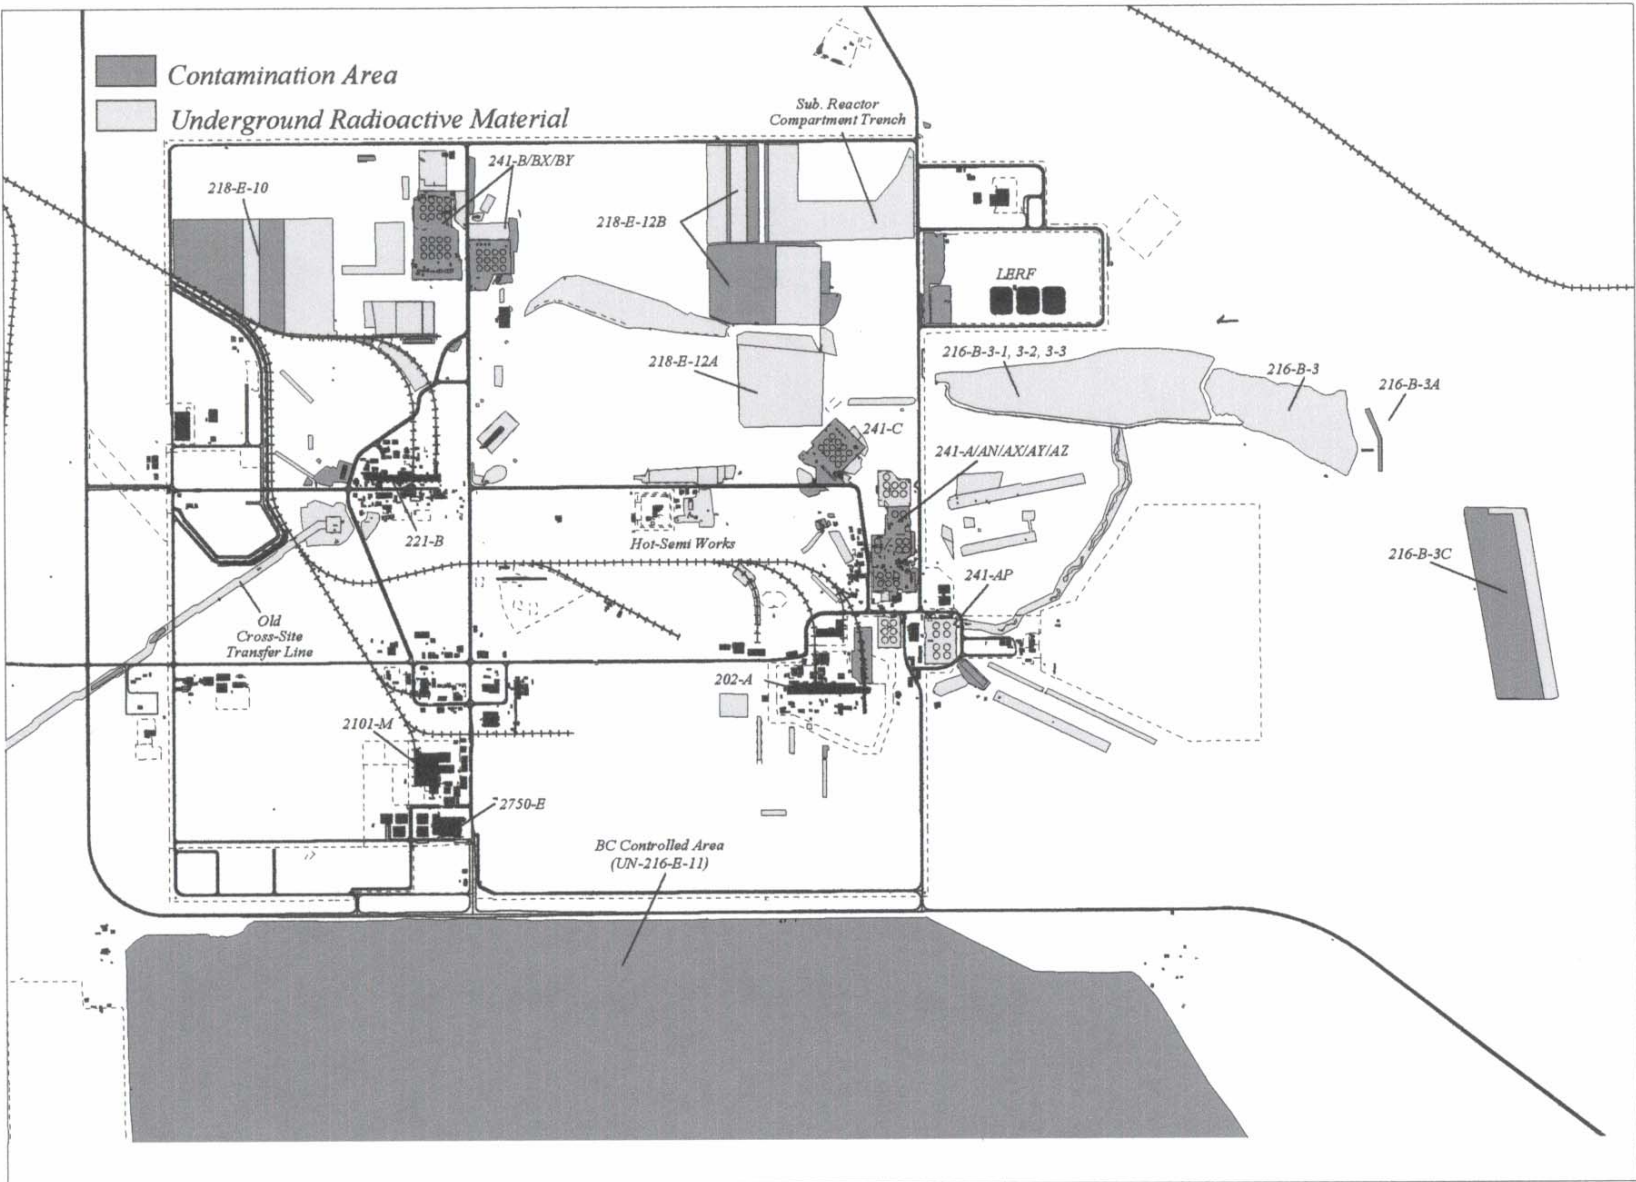 Contamination Area
Underground Radioactive Material
Sub. Reactor
Compartment Trench
241-B/BX/BY
218-E-10
218-E-12B
LERF
218-E-12A
216-B-3-1, 3-2, 3-3
216-B-3
216-B-3A
241-C
241-A/AN/AX/AY/AZ
221-B
Hot-Semi Works
216-B-3C
241-AP
Old
Cross-Site
Transfer Line
202-A
2101-M
2750-E
BC Controlled Area
(UN-216-E-11)